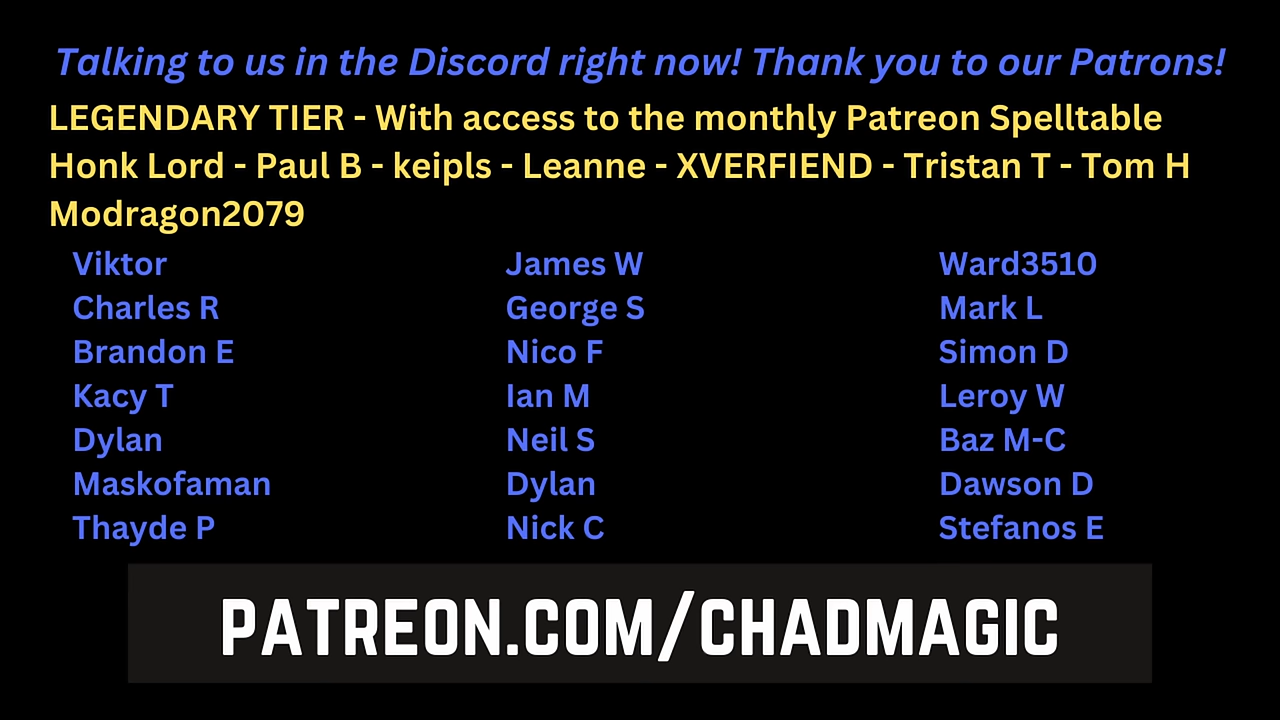 Talking to us in the Discord right now! Thank you to our Patrons!
LEGENDARY TIER - With access to the monthly Patreon Spelltable
Honk Lord - Paul B - keipls - Leanne - XVERFIEND - Tristan T - Tom H
Modragon2079
Viktor
Charles R
Brandon E
Kacy T
Dylan
Maskofaman
Thayde P
James W
George S
Nico F
Ian M
Neil S
Dylan
Nick C
Ward3510
Mark L
Simon D
Leroy W
Baz M-C
Dawson D
Stefanos E
PATREON.COM/CHADMAGIC